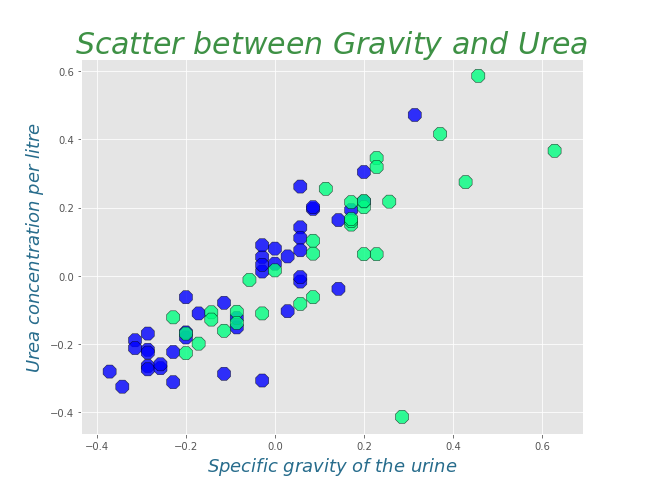 Scatter between Gravity and Urea
0.6
0.4
0.2
0.0
−0.2
−0.4
Urea concentration per litre
−0.4 −0.2 0.0 0.2 0.4 0.6
Specific gravity of the urine